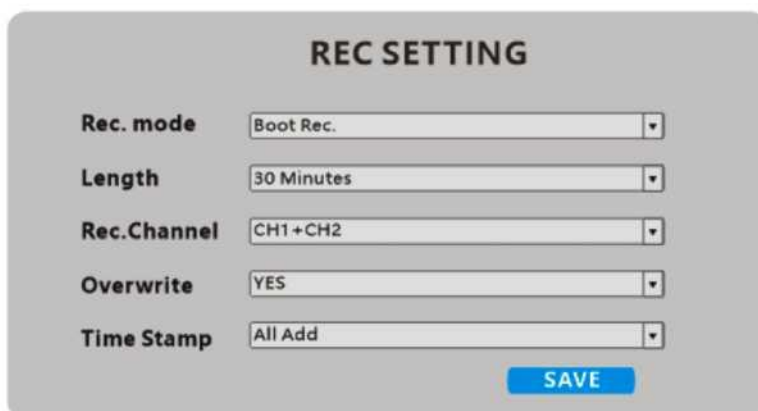 REC SETTING
Rec. mode Boot Rec.
Length 30 Minutes
Rec.Channel CH1+CH2
Overwrite YES
Time Stamp All Add
SAVE